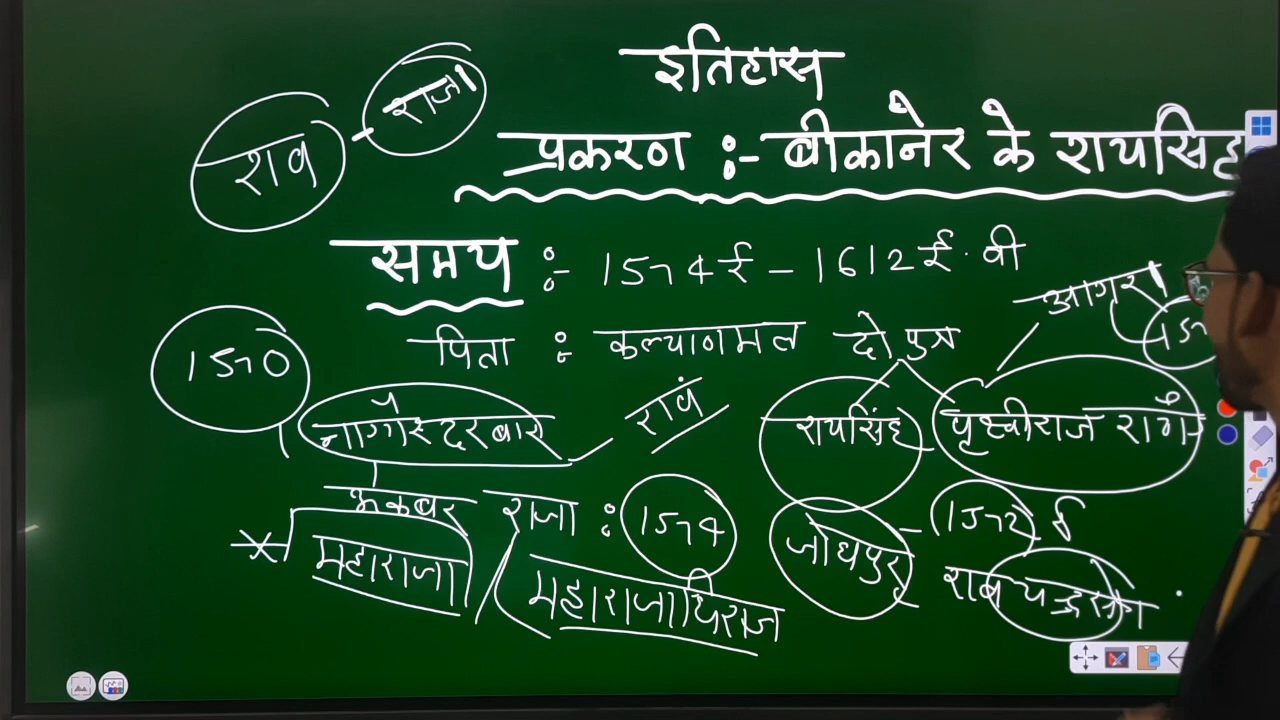 इतिहास
राव - राजा
प्रकरण :- बीकानेर के रायसिंह
समय :- 1574 ई - 1612 ई. वी
आगरा
पिता : कल्याणमल दो पुत्र
1570
रावं
नागौर दरबार
रायसिंह
पृथ्वीराज
अकबर राजा : 1574
जोधपुर - 1572 ई
महाराजा / महाराजाधिराज
राव चन्द्रसेन